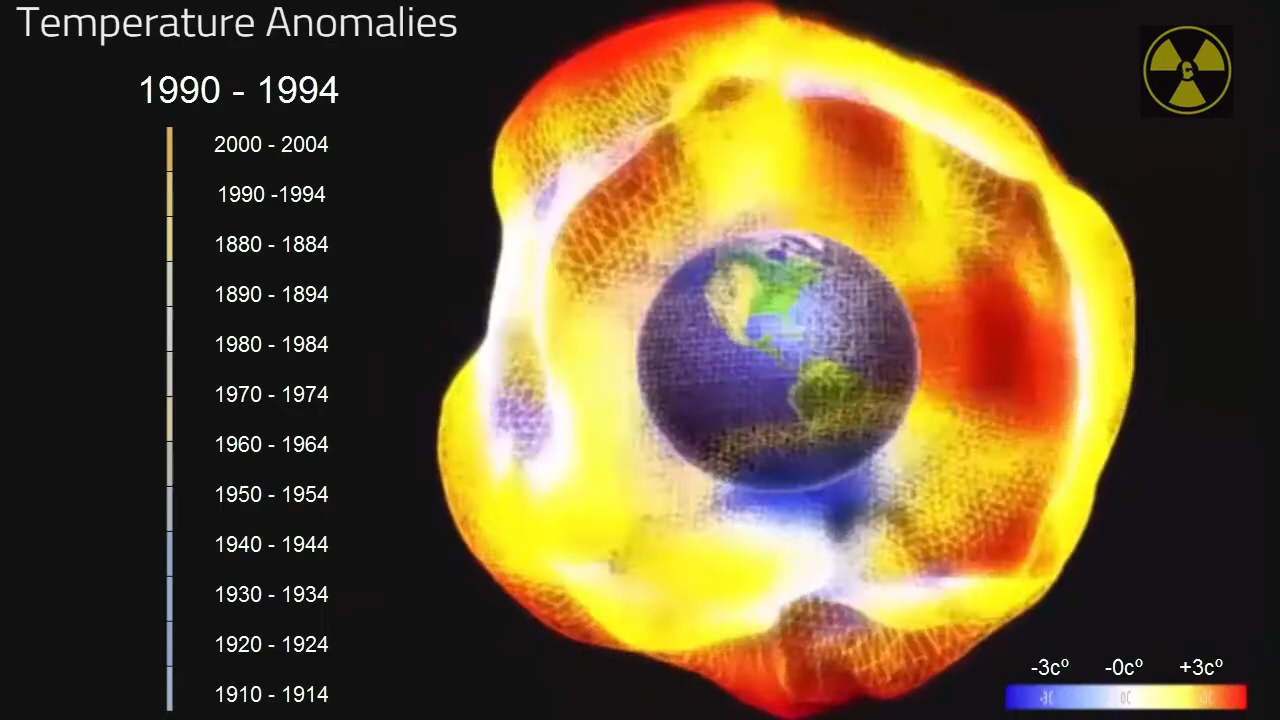 Temperature Anomalies
1990 - 1994
2000 - 2004
1990 -1994
1880 - 1884
1890 - 1894
1980 - 1984
1970 - 1974
1960 - 1964
1950 - 1954
1940 - 1944
1930 - 1934
1920 - 1924
1910 - 1914
-3cº -0cº +3cº